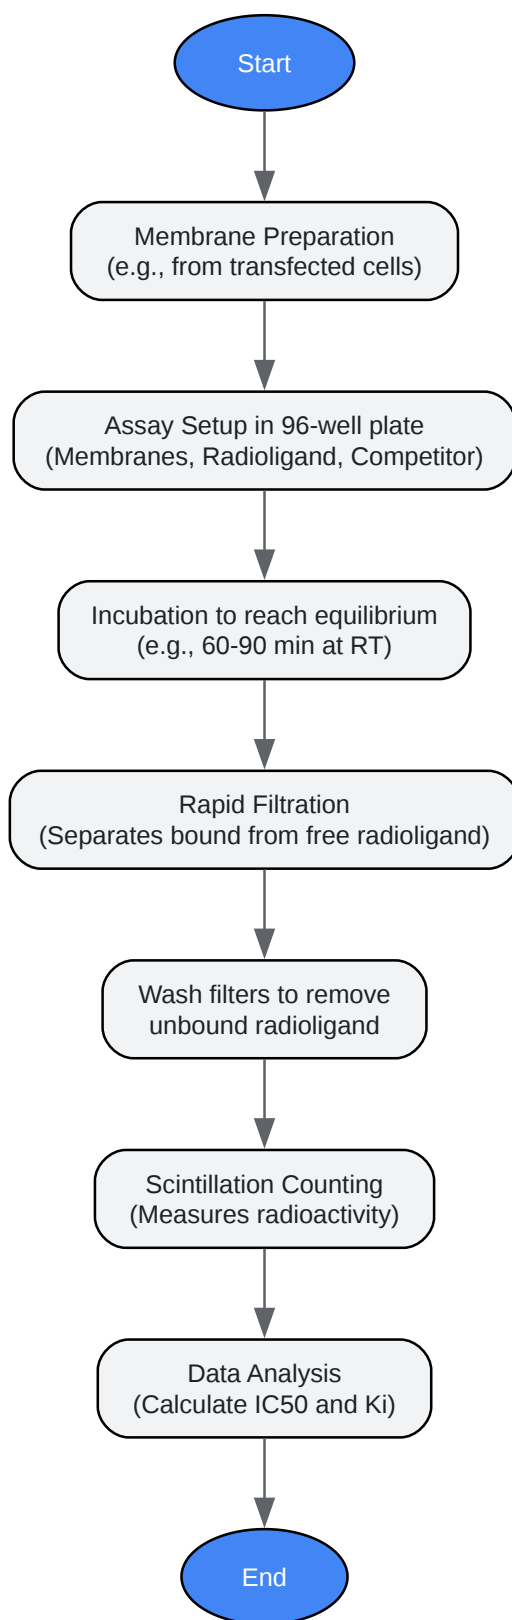 Start
Membrane Preparation
(e.g., from transfected cells)
Assay Setup in 96-well plate
(Membranes, Radioligand, Competitor)
Incubation to reach equilibrium
(e.g., 60-90 min at RT)
Rapid Filtration
(Separates bound from free radioligand)
Wash filters to remove
unbound radioligand
Scintillation Counting
(Measures radioactivity)
Data Analysis
(Calculate IC50 and Ki)
End